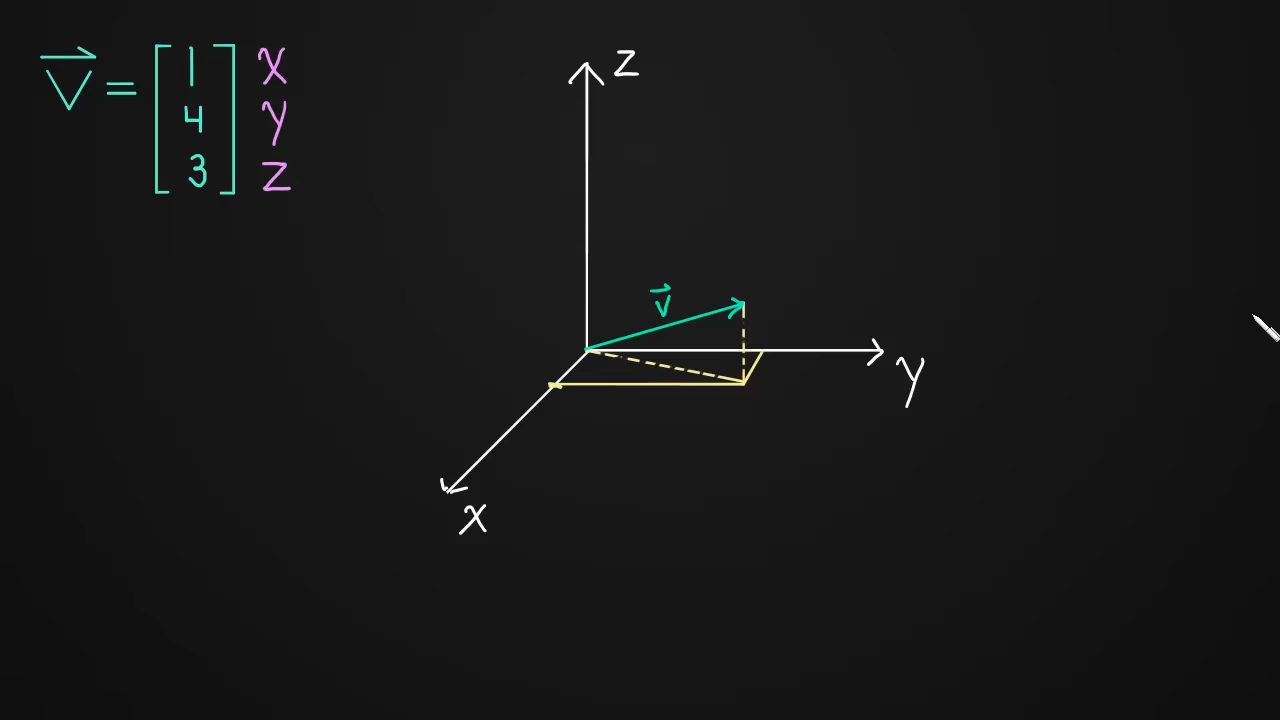 v⃗ = [1 4 3] x y z
z
v⃗
y
x